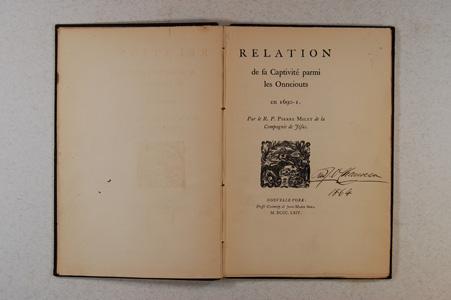 RELATION
de sa Captivité parmi
les Onneiouts
en 1690-1.
Par le R. P. Pierre Milet de la
Compagnie de Jésus.
NOUVELLE-YORK:
Presse Cramoisy de Jean-Marie Shea.
M. DCCC. LXIV.
1864